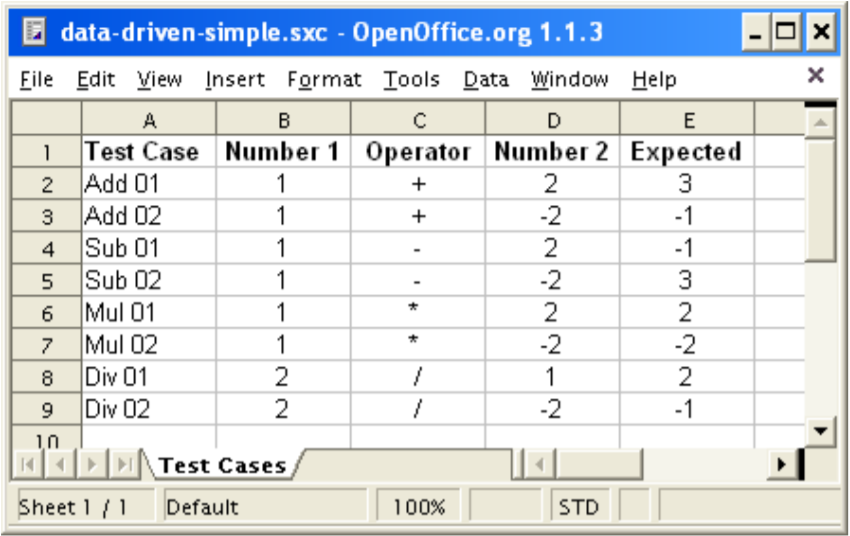 data-driven-simple.sxc - OpenOffice.org 1.1.3
File Edit View Insert Format Tools Data Window Help
A B C D E
1 Test Case Number 1 Operator Number 2 Expected
2 Add 01 1 + 2 3
3 Add 02 1 + -2 -1
4 Sub 01 1 - 2 -1
5 Sub 02 1 - -2 3
6 Mul 01 1 * 2 2
7 Mul 02 1 * -2 -2
8 Div 01 2 / 1 2
9 Div 02 2 / -2 -1
10
Test Cases
Sheet 1 / 1 Default 100% STD